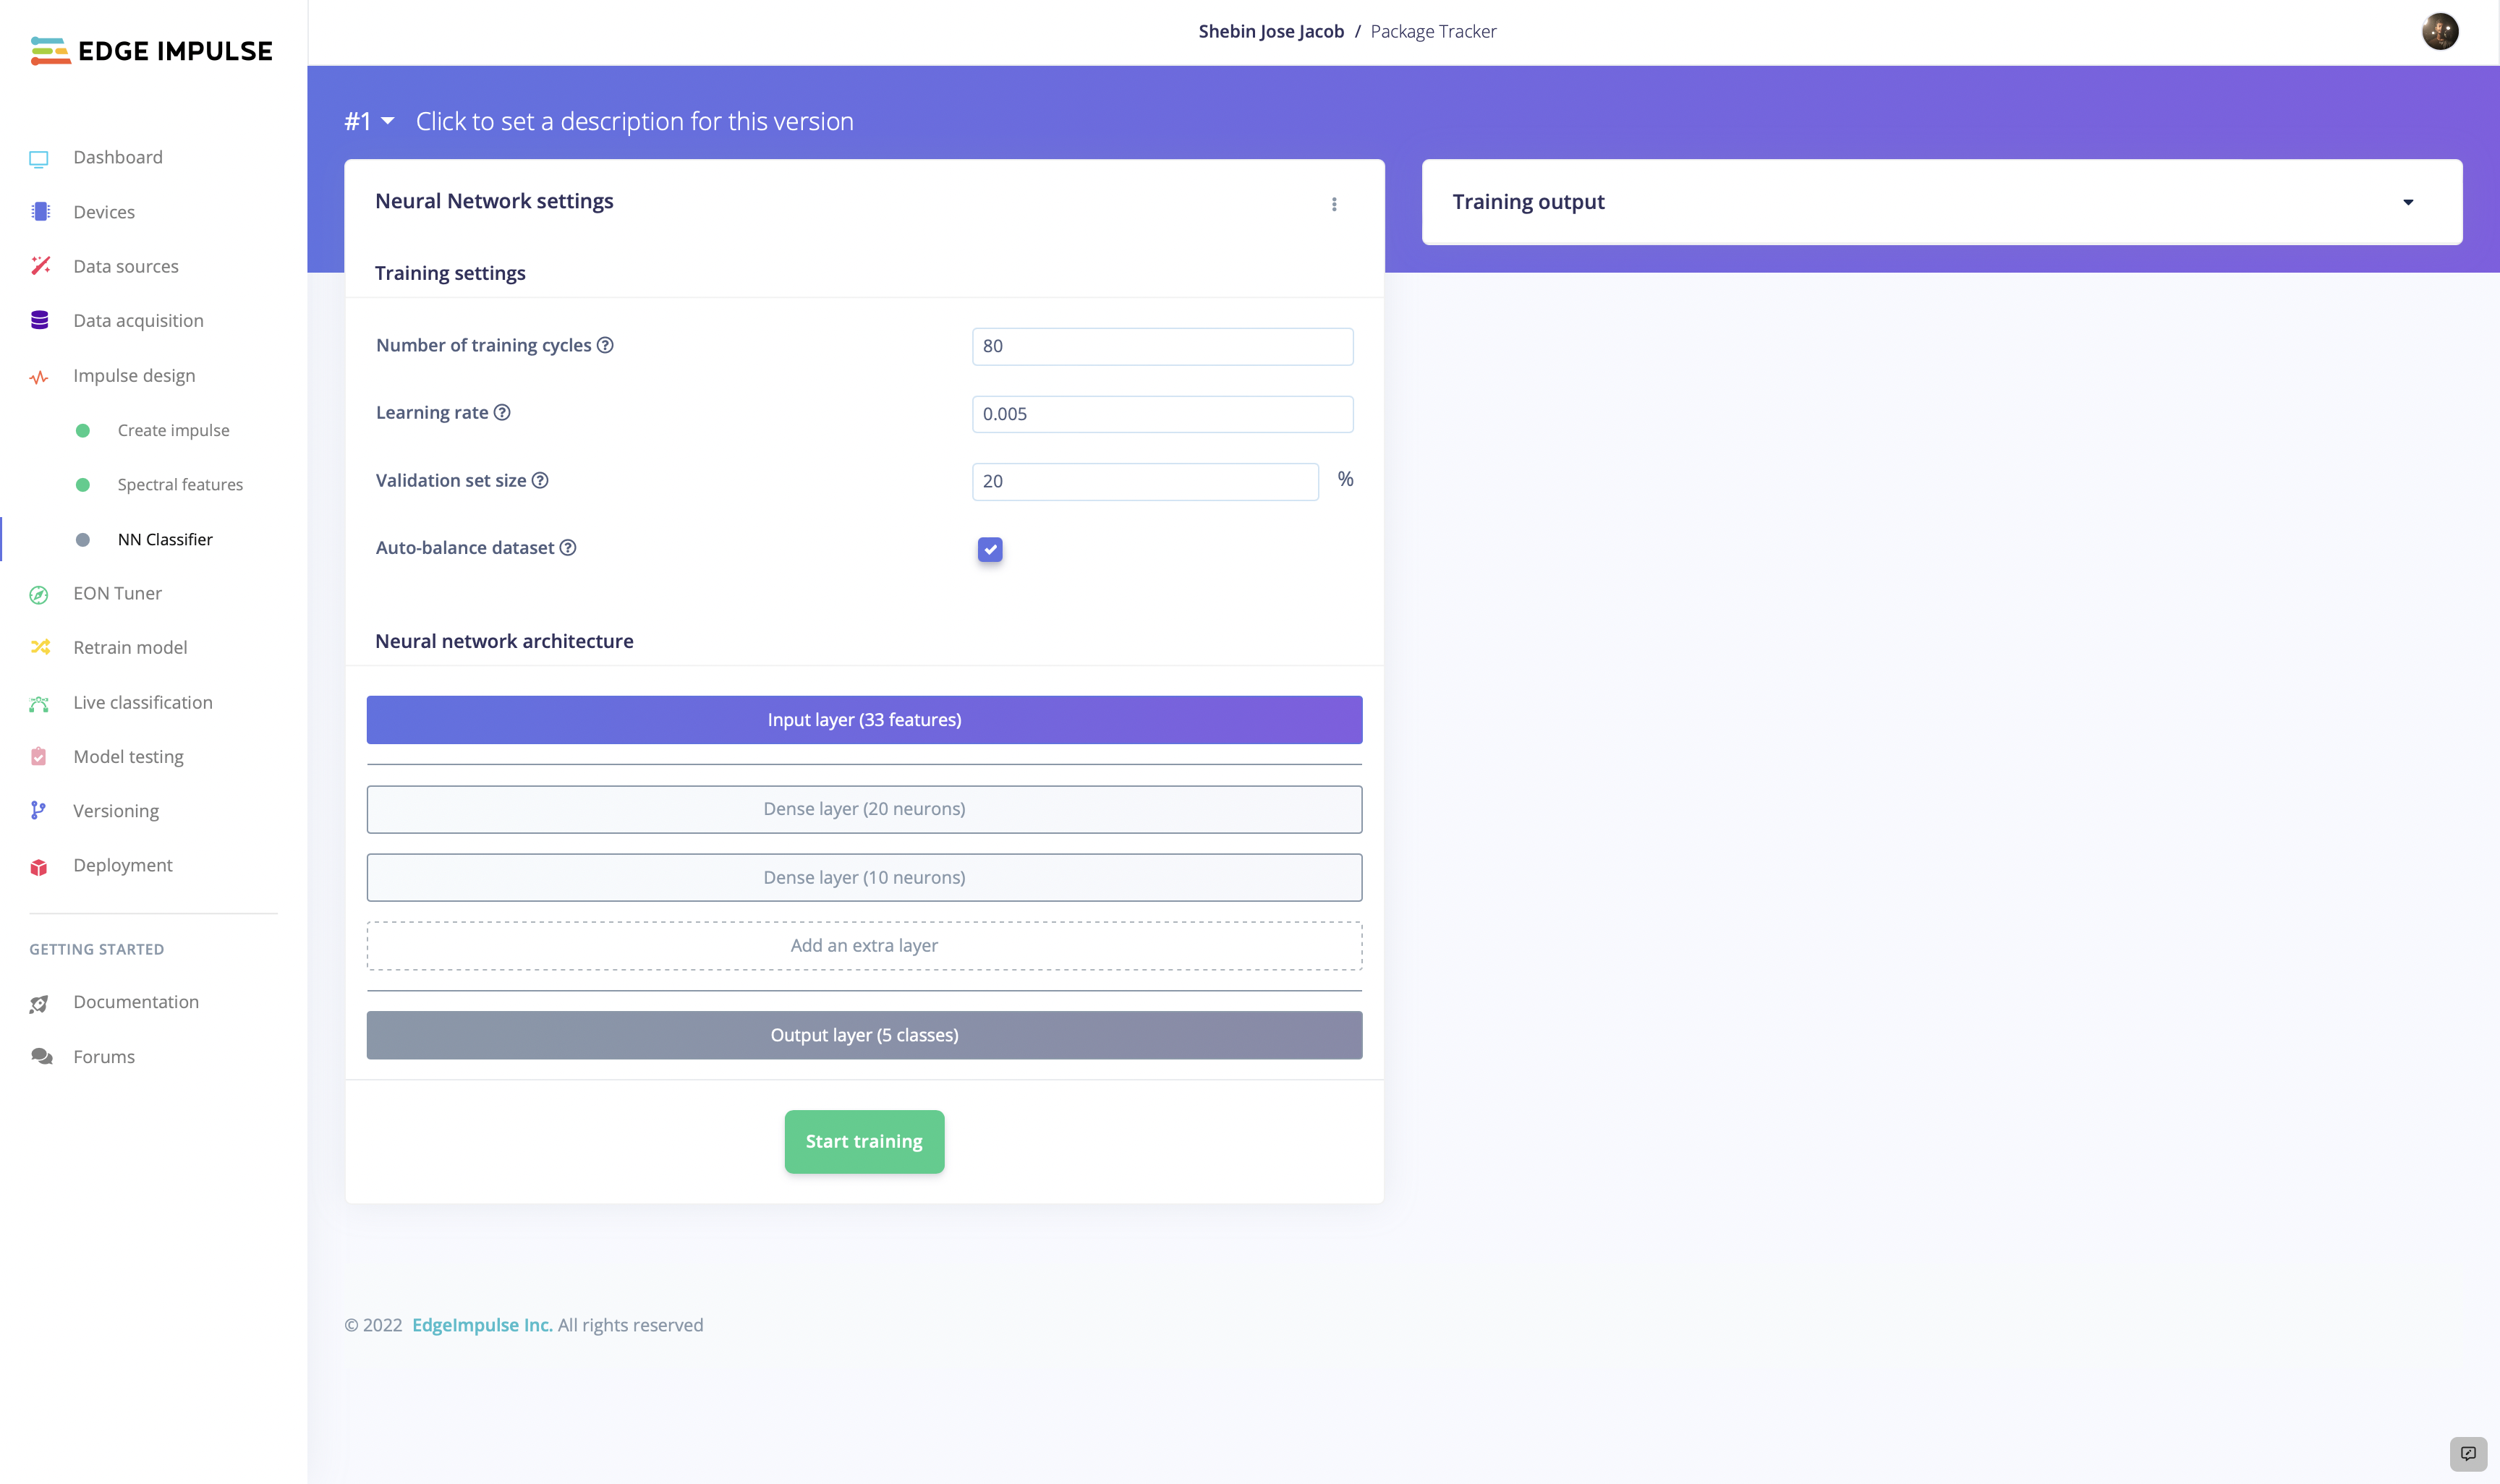 EDGE IMPULSE
Dashboard
Devices
Data sources
Data acquisition
Impulse design
Create impulse
Spectral features
NN Classifier
EON Tuner
Retrain model
Live classification
Model testing
Versioning
Deployment
GETTING STARTED
Documentation
Forums
Shebin Jose Jacob / Package Tracker
#1 Click to set a description for this version
Neural Network settings
Training settings
Number of training cycles ? 80
Learning rate ? 0.005
Validation set size ? 20 %
Auto-balance dataset ?
Neural network architecture
Input layer (33 features)
Dense layer (20 neurons)
Dense layer (10 neurons)
Add an extra layer
Output layer (5 classes)
Start training
Training output
© 2022 EdgeImpulse Inc. All rights reserved